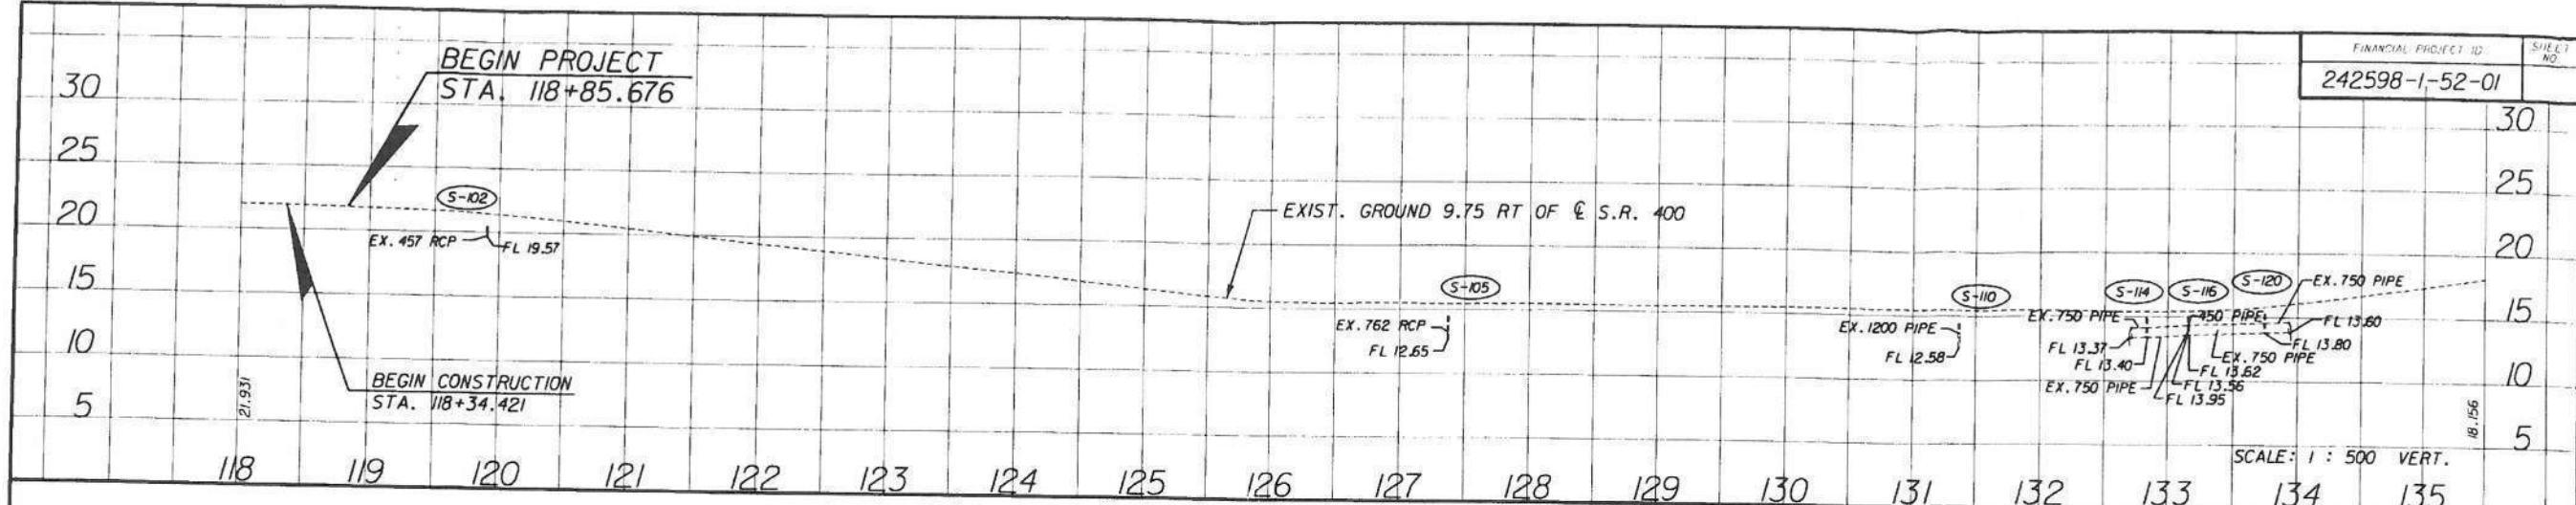 BEGIN PROJECT
STA. 118+85.676
FINANCIAL PROJECT ID
SHEET NO.
242598-1-52-01
30
25
20
15
10
5
30
25
20
15
10
5
S-102
EX. 457 RCP
FL 19.57
EXIST. GROUND 9.75 RT OF ℄ S.R. 400
S-105
EX. 762 RCP
FL 12.65
S-110
EX. 1200 PIPE
FL 12.58
S-114
S-116
S-120
EX. 750 PIPE
EX. 750 PIPE
450 PIPE
FL 13.60
FL 13.37
FL 13.80
FL 13.40
EX. 750 PIPE
FL 13.62
EX. 750 PIPE
FL 13.56
FL 13.95
21.931
BEGIN CONSTRUCTION
STA. 118+34.421
18.156
SCALE: 1 : 500 VERT.
118 119 120 121 122 123 124 125 126 127 128 129 130 131 132 133 134 135